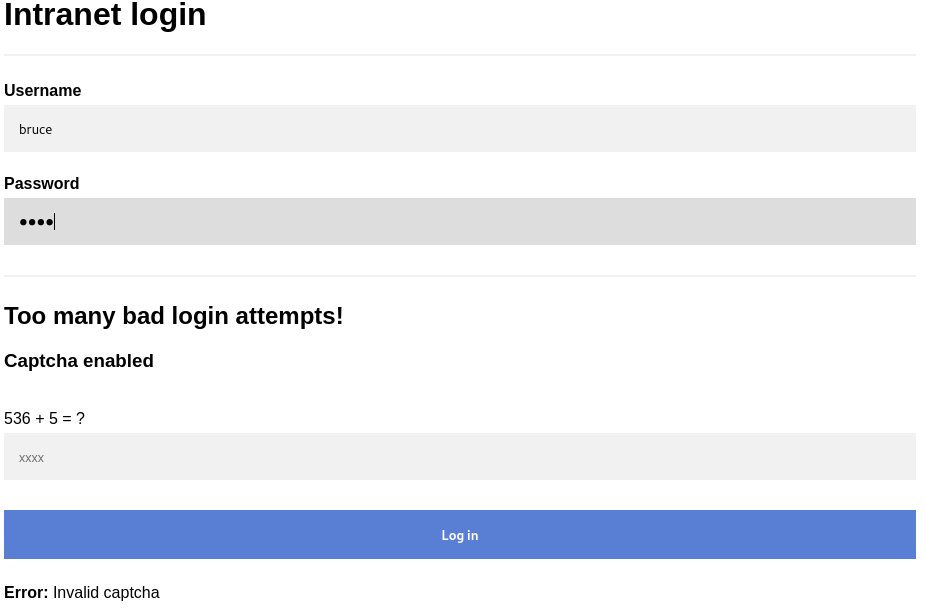 Intranet login
Username
bruce
Password
••••
Too many bad login attempts!
Captcha enabled
536 + 5 = ?
xxxx
Log in
Error: Invalid captcha